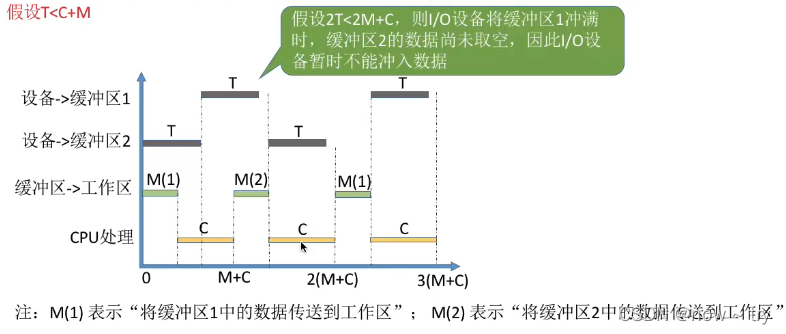 假设T<C+M
假设2T<2M+C，则I/O设备将缓冲区1冲满
时，缓冲区2的数据尚未取空，因此I/O设
备暂时不能冲入数据
设备->缓冲区1
T
T
设备->缓冲区2
T
T
缓冲区->工作区
M(1)
M(2)
M(1)
CPU处理
C
C
C
0
M+C
2(M+C)
3(M+C)
注：M(1) 表示“将缓冲区1中的数据传送到工作区”； M(2) 表示“将缓冲区2中的数据传送到工作区”